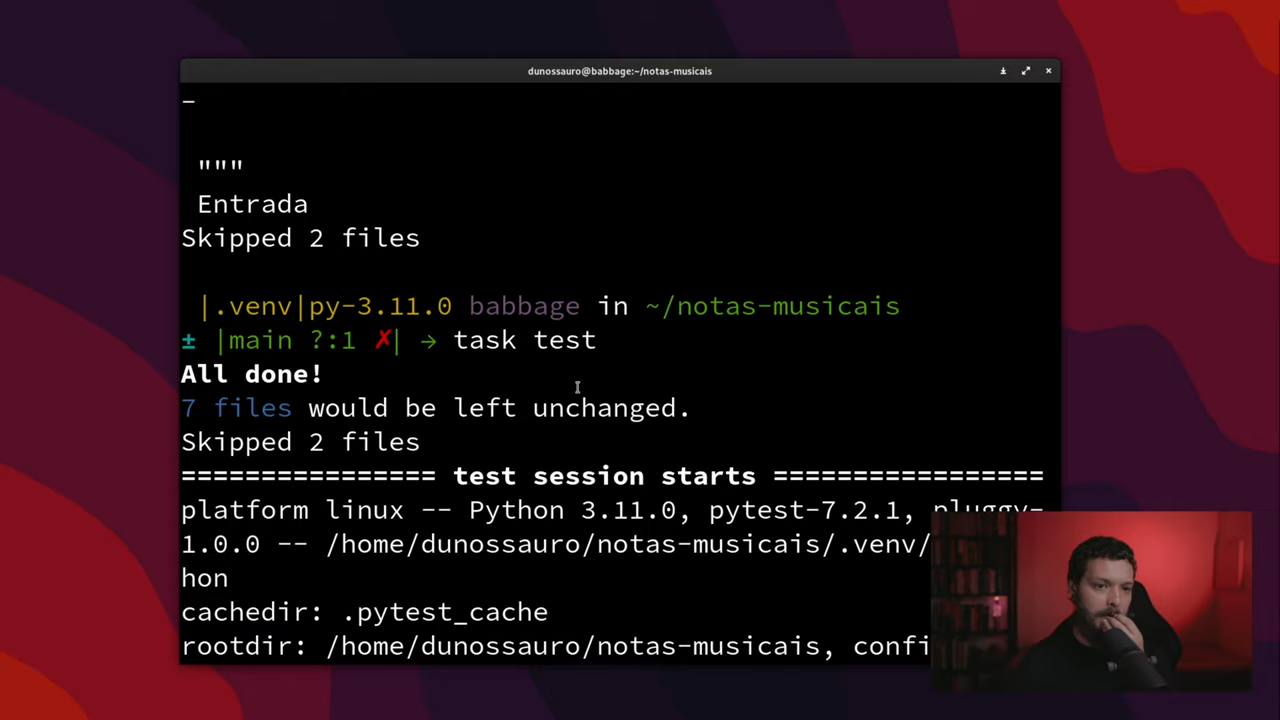 dunossauro@babbage:~/notas-musicais
"""
Entrada
Skipped 2 files
|.venv|py-3.11.0 babbage in ~/notas-musicais
± |main ?:1 ✗| → task test
All done!
7 files would be left unchanged.
Skipped 2 files
================ test session starts =================
platform linux -- Python 3.11.0, pytest-7.2.1, pluggy-
1.0.0 -- /home/dunossauro/notas-musicais/.venv/
hon
cachedir: .pytest_cache
rootdir: /home/dunossauro/notas-musicais, confi